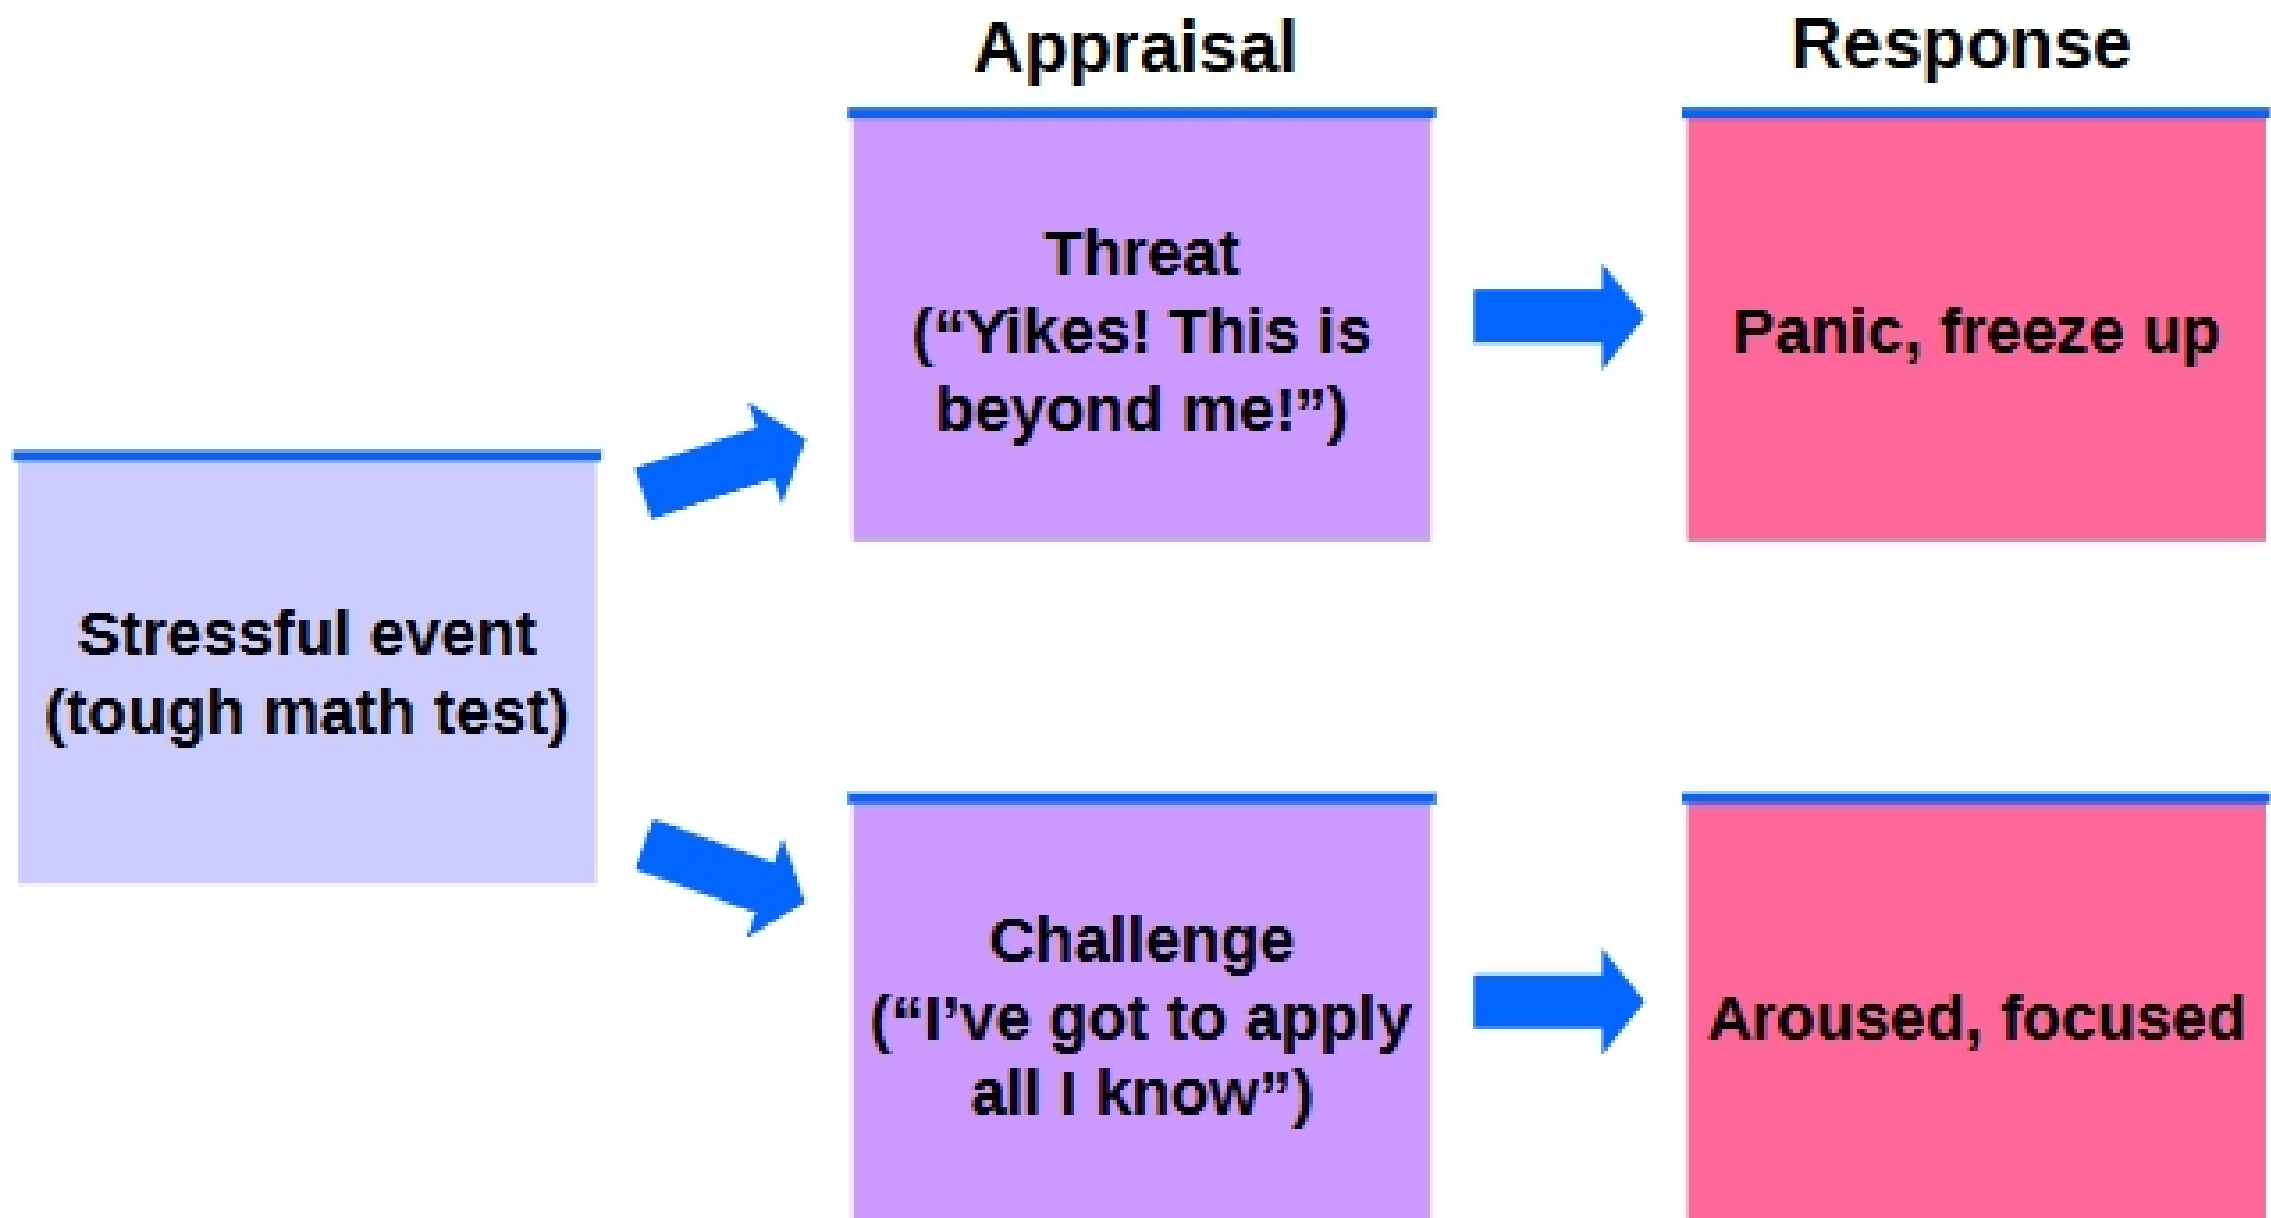 Appraisal
Response
Threat
(“Yikes! This is
beyond me!”)
Panic, freeze up
Stressful event
(tough math test)
Challenge
(“I’ve got to apply
all I know”)
Aroused, focused